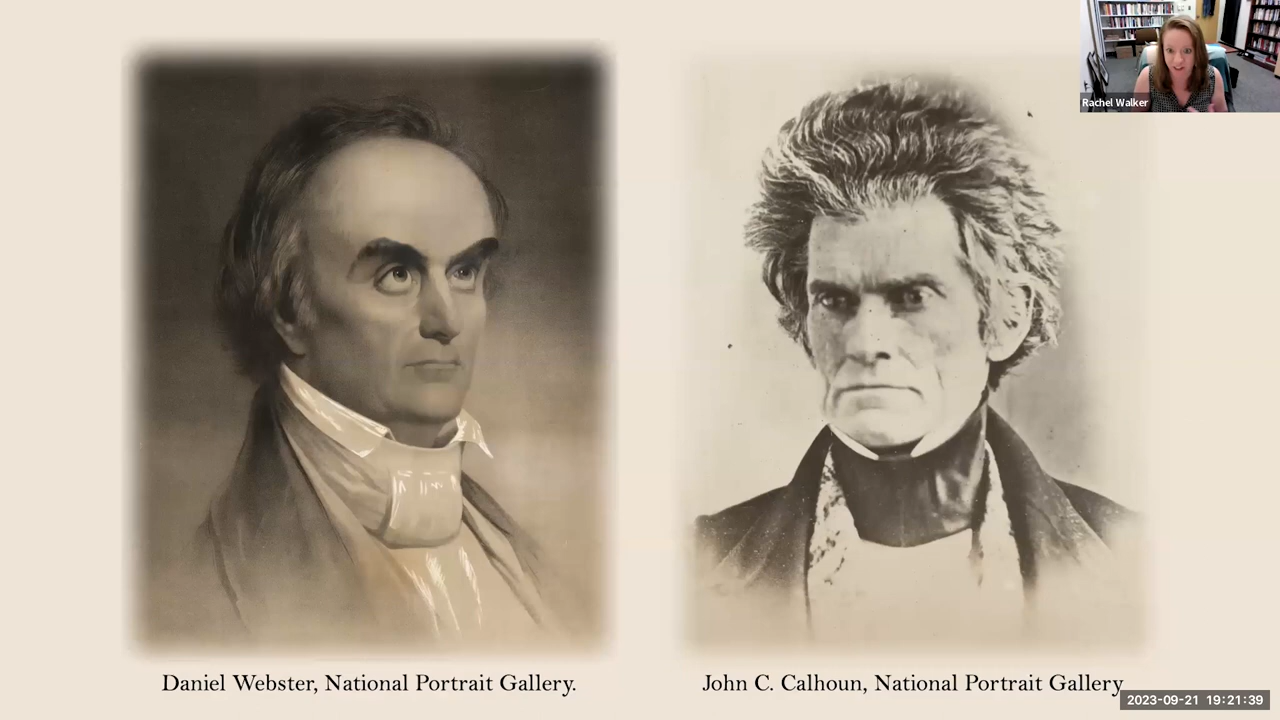 Rachel Walker
Daniel Webster, National Portrait Gallery.
John C. Calhoun, National Portrait Gallery
2023-09-21 19:21:39